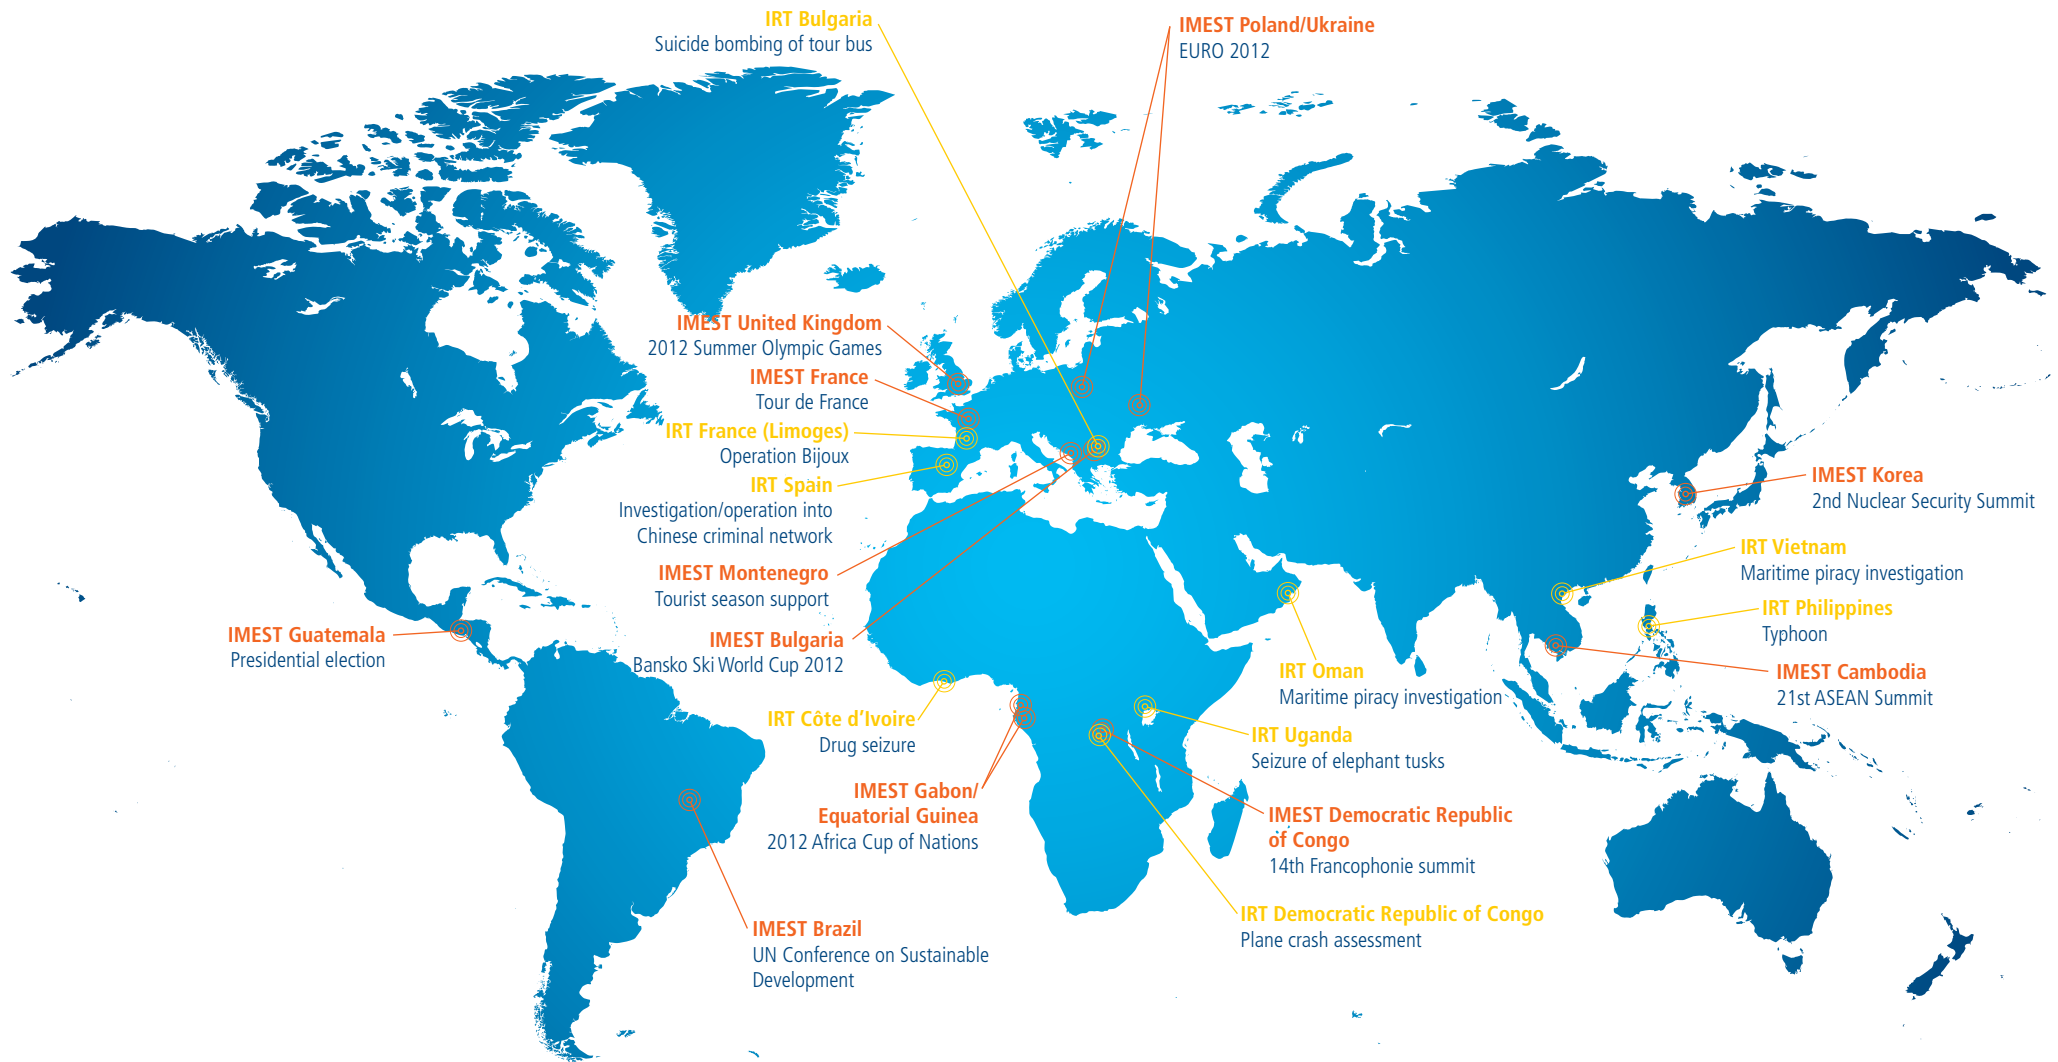 IRT Bulgaria
Suicide bombing of tour bus
IMEST Poland/Ukraine
EURO 2012
IMEST United Kingdom
2012 Summer Olympic Games
IMEST France
Tour de France
IRT France (Limoges)
Operation Bijoux
IRT Spain
Investigation/operation into
Chinese criminal network
IMEST Montenegro
Tourist season support
IMEST Bulgaria
Bansko Ski World Cup 2012
IMEST Guatemala
Presidential election
IRT Côte d’Ivoire
Drug seizure
IMEST Gabon/
Equatorial Guinea
2012 Africa Cup of Nations
IMEST Brazil
UN Conference on Sustainable
Development
IMEST Korea
2nd Nuclear Security Summit
IRT Vietnam
Maritime piracy investigation
IRT Philippines
Typhoon
IMEST Cambodia
21st ASEAN Summit
IRT Oman
Maritime piracy investigation
IRT Uganda
Seizure of elephant tusks
IMEST Democratic Republic
of Congo
14th Francophonie summit
IRT Democratic Republic of Congo
Plane crash assessment